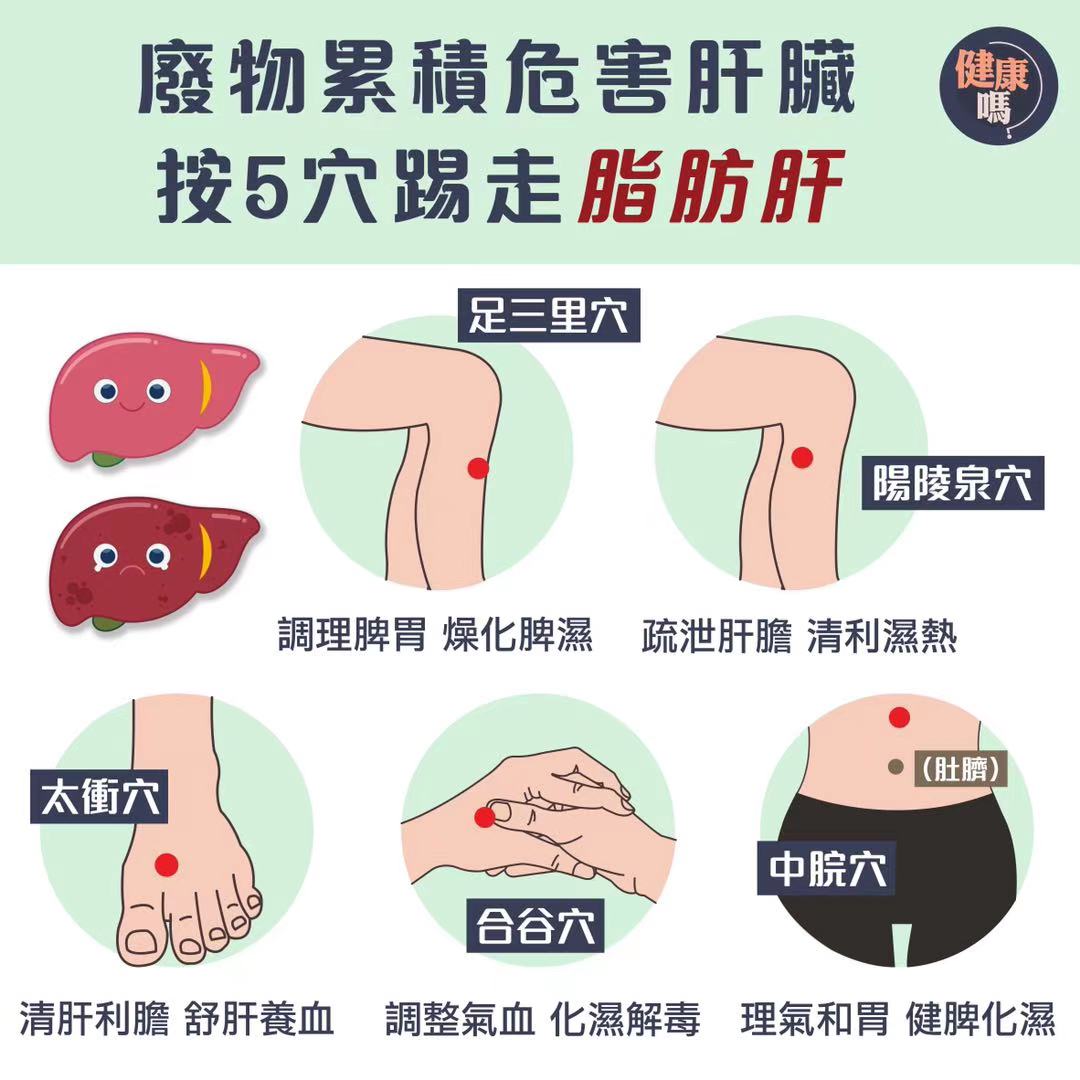 廢物累積危害肝臟
健康
嗎?
按5穴踢走脂肪肝
足三里穴
陽陵泉穴
調理脾胃 燥化脾濕
疏泄肝膽 清利濕熱
太衝穴
合谷穴
(肚臍)
中脘穴
清肝利膽 舒肝養血
調整氣血 化濕解毒
理氣和胃 健脾化濕